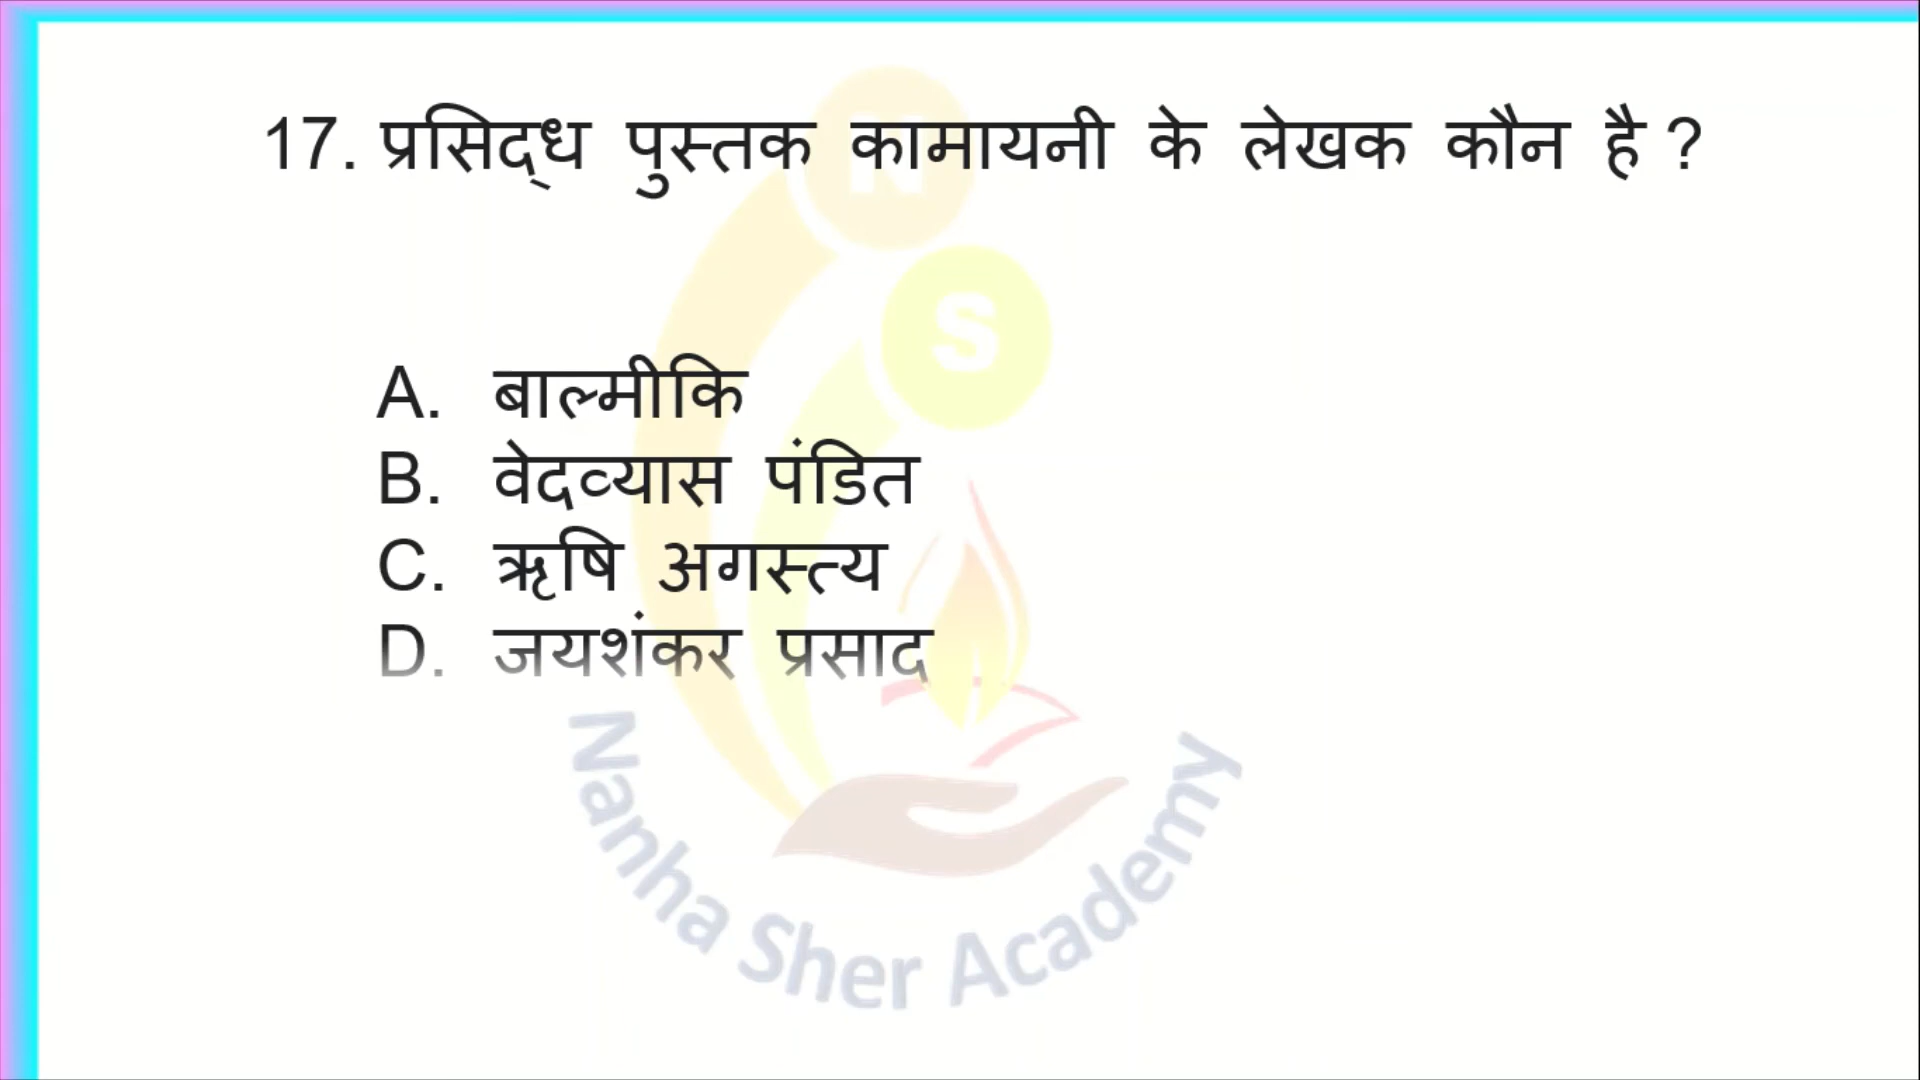 17. प्रसिद्ध पुस्तक कामायनी के लेखक कौन है ?
A. बाल्मीकि
B. वेदव्यास पंडित
C. ऋषि अगस्त्य
D. जयशंकर प्रसाद
N
S
Nanha Sher Academy